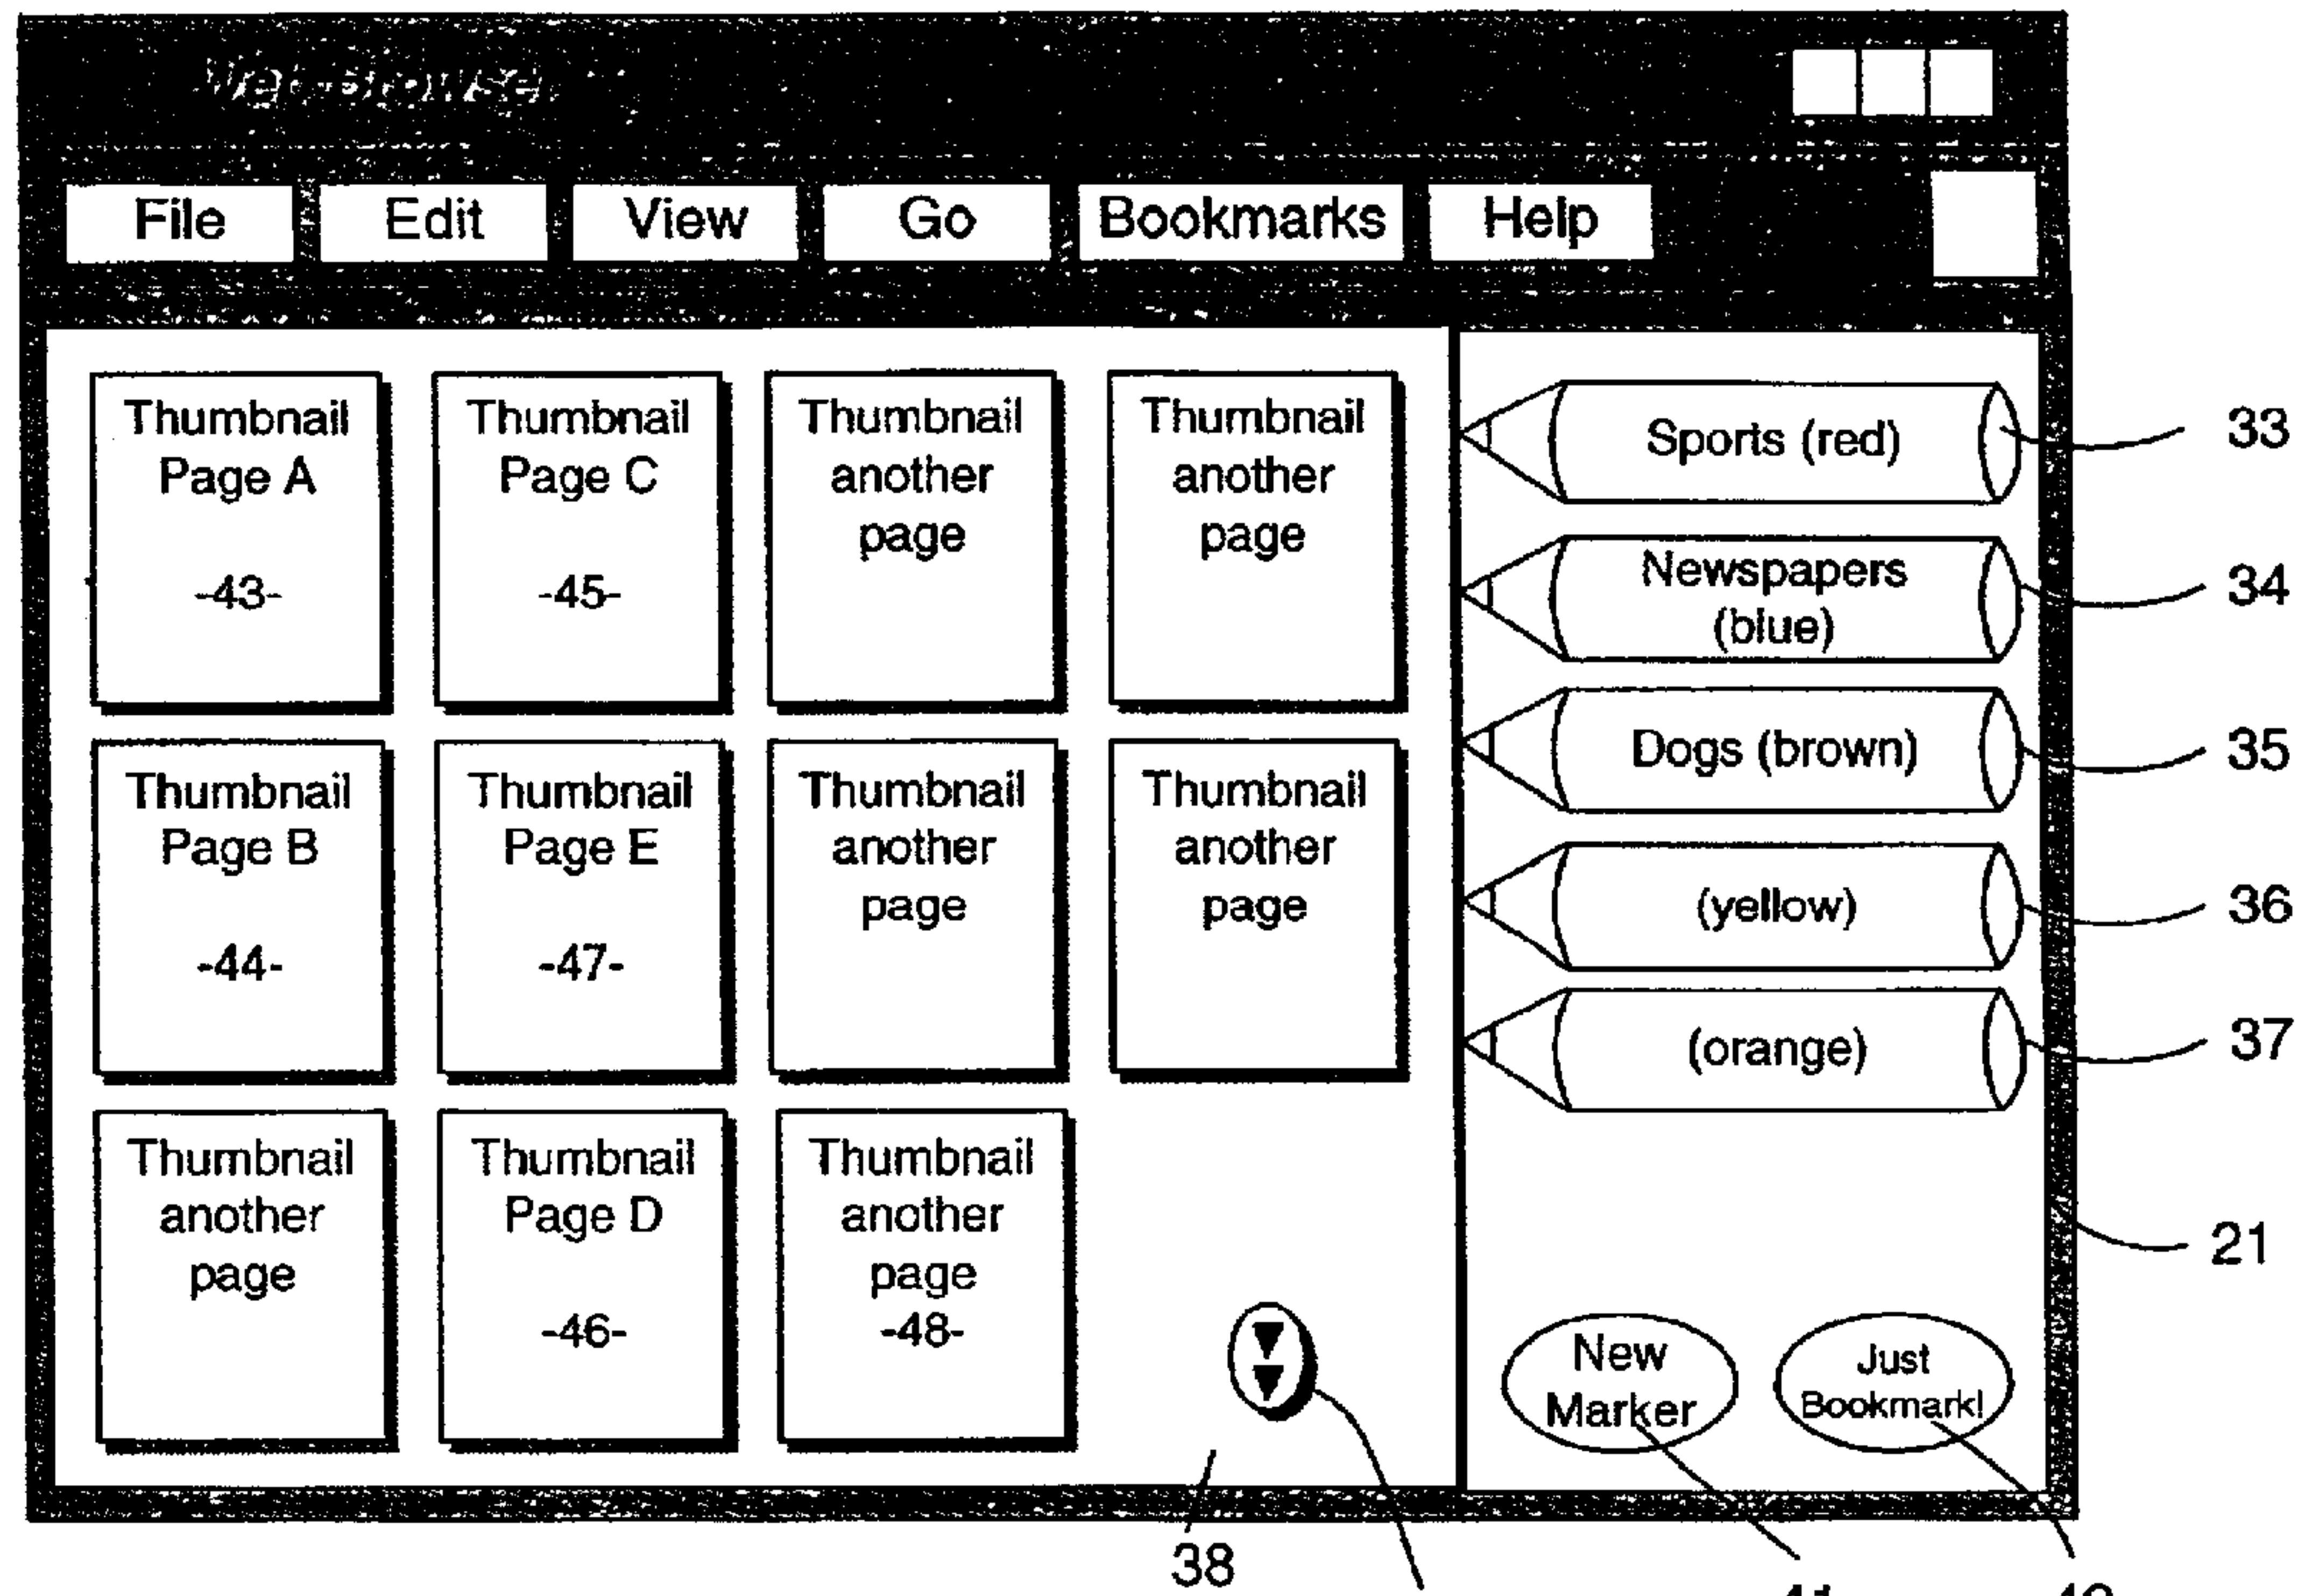 Web-Browser
File Edit View Go Bookmarks Help
Thumbnail
Page A
-43-
Thumbnail
Page C
-45-
Thumbnail
another
page
Thumbnail
another
page
Thumbnail
Page B
-44-
Thumbnail
Page E
-47-
Thumbnail
another
page
Thumbnail
another
page
Thumbnail
another
page
Thumbnail
Page D
-46-
Thumbnail
another
page
-48-
Sports (red)
33
Newspapers
(blue)
34
Dogs (brown)
35
(yellow)
36
(orange)
37
21
New
Marker
Just
Bookmark!
38